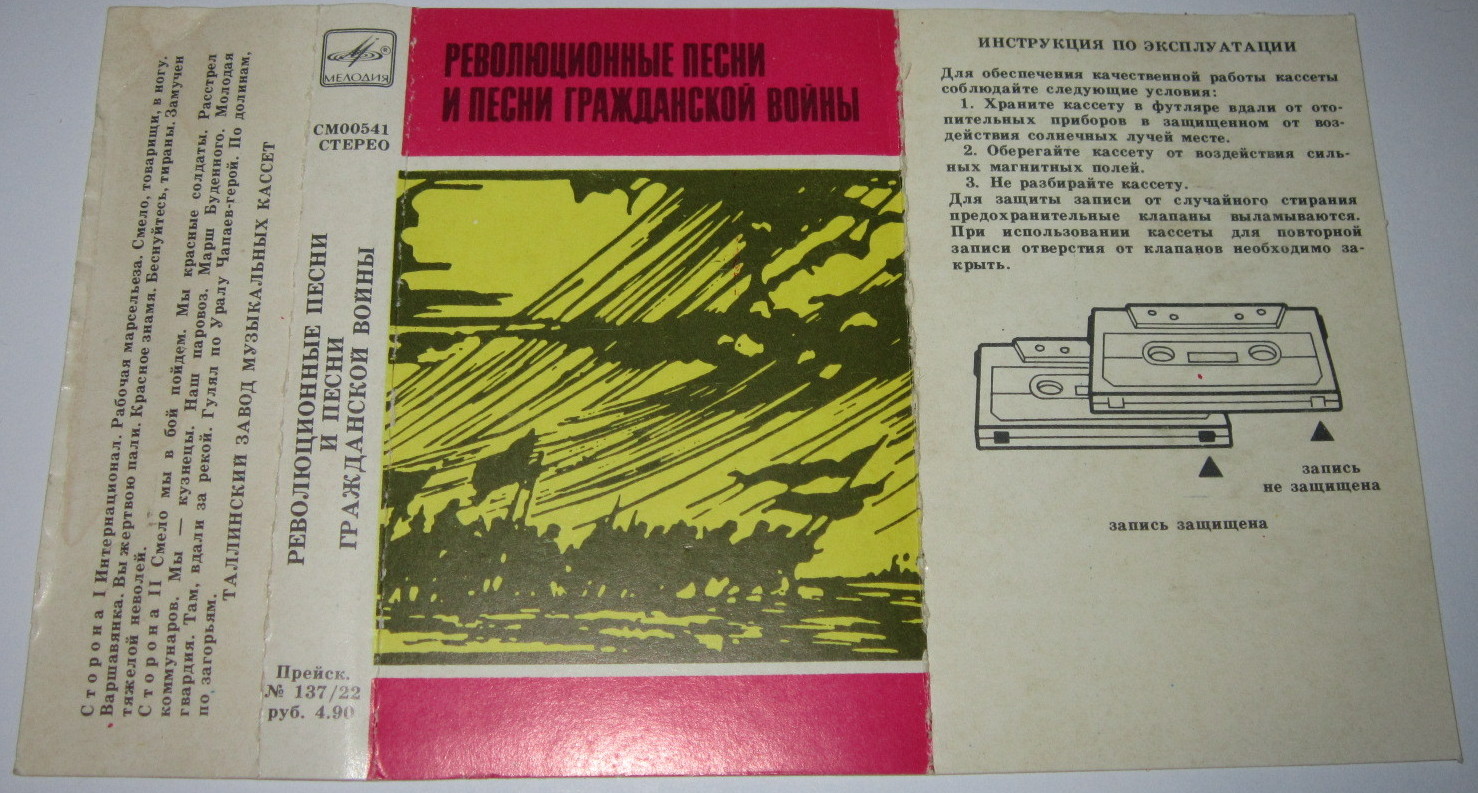 Сторона I Интернационал. Рабочая марсельеза. Смело, товарищи, в ногу.
Варшавянка. Вы жертвою пали. Красное знамя. Беснуйтесь, тираны. Замучен
тяжелой неволей.
Сторона II Смело мы в бой пойдем. Мы красные солдаты. Расстрел
коммунаров. Мы — кузнецы. Наш паровоз. Марш Буденного. Молодая
гвардия. Там, вдали за рекой. Гулял по Уралу Чапаев-герой. По долинам,
по загорьям.
ТАЛЛИНСКИЙ ЗАВОД МУЗЫКАЛЬНЫХ КАССЕТ
МЕЛОДИЯ
СМ00541
СТЕРЕО
РЕВОЛЮЦИОННЫЕ ПЕСНИ
И ПЕСНИ
ГРАЖДАНСКОЙ ВОЙНЫ
Прейск.
№ 137/22
руб. 4.90
РЕВОЛЮЦИОННЫЕ ПЕСНИ
И ПЕСНИ ГРАЖДАНСКОЙ ВОЙНЫ
ИНСТРУКЦИЯ ПО ЭКСПЛУАТАЦИИ
Для обеспечения качественной работы кассеты
соблюдайте следующие условия:
1. Храните кассету в футляре вдали от ото-
пительных приборов в защищенном от воз-
действия солнечных лучей месте.
2. Оберегайте кассету от воздействия силь-
ных магнитных полей.
3. Не разбирайте кассету.
Для защиты записи от случайного стирания
предохранительные клапаны выламываются.
При использовании кассеты для повторной
записи отверстия от клапанов необходимо за-
крыть.
запись
не защищена
запись защищена